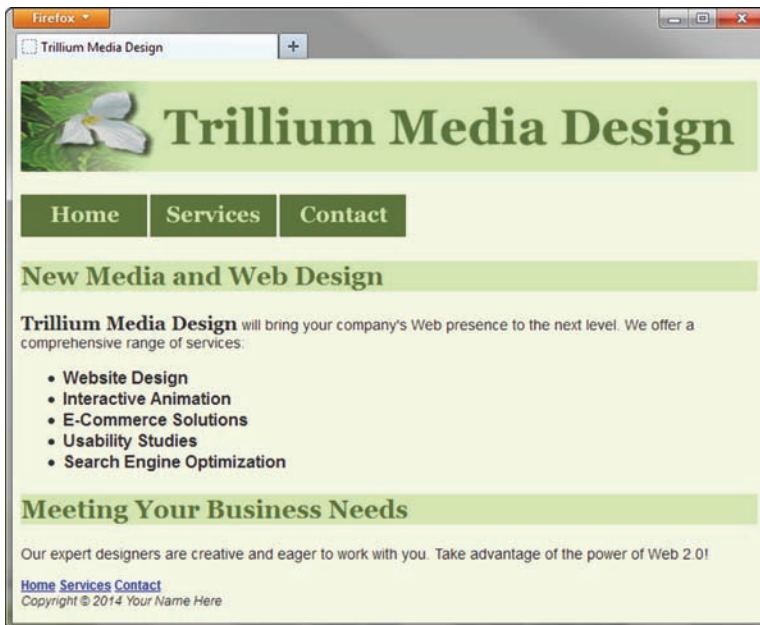 Firefox
Trillium Media Design
Trillium Media Design
Home Services Contact
New Media and Web Design
Trillium Media Design will bring your company's Web presence to the next level. We offer a
comprehensive range of services:
• Website Design
• Interactive Animation
• E-Commerce Solutions
• Usability Studies
• Search Engine Optimization
Meeting Your Business Needs
Our expert designers are creative and eager to work with you. Take advantage of the power of Web 2.0!
Home Services Contact
Copyright © 2014 Your Name Here